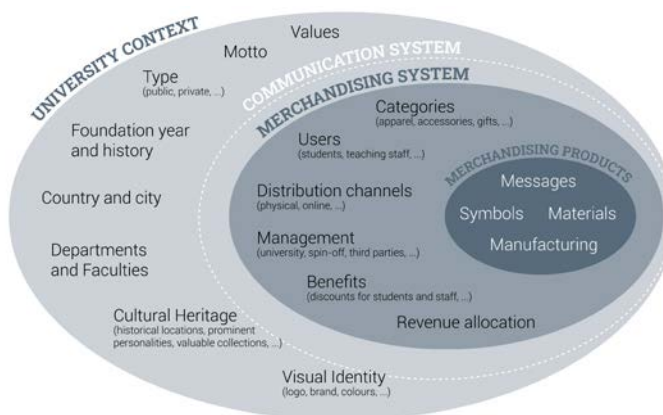 UNIVERSITY CONTEXT
Values
Motto
Type
(public, private, ...)
Foundation year
and history
Country and city
Departments
and Faculties
Cultural Heritage
(historical locations, prominent
personalities, valuable collections, ...)
Visual Identity
(logo, brand, colours, ...)
COMMUNICATION SYSTEM
MERCHANDISING SYSTEM
Categories
(apparel, accessories, gifts, ...)
Users
(students, teaching staff, ...)
Distribution channels
(physical, online, ...)
Management
(university, spin-off, third parties, ...)
Benefits
(discounts for students and staff, ...)
Revenue allocation
MERCHANDISING PRODUCTS
Messages
Symbols Materials
Manufacturing